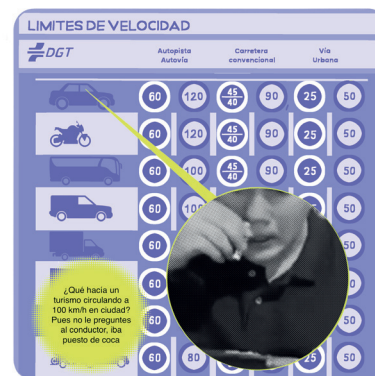 LIMITES DE VELOCIDAD
DGT
Autopista
Autovía
Carretera
convencional
Vía
Urbana
60 120 45/40 90 25 50
60 120 45/40 90 25 50
60 100 45/40 90 25 50
60 50
60 50
60 50
60 50
60 80 25 50
¿Qué hacía un
turismo circulando a
100 km/h en ciudad?
Pues no le preguntes
al conductor, iba
puesto de coca